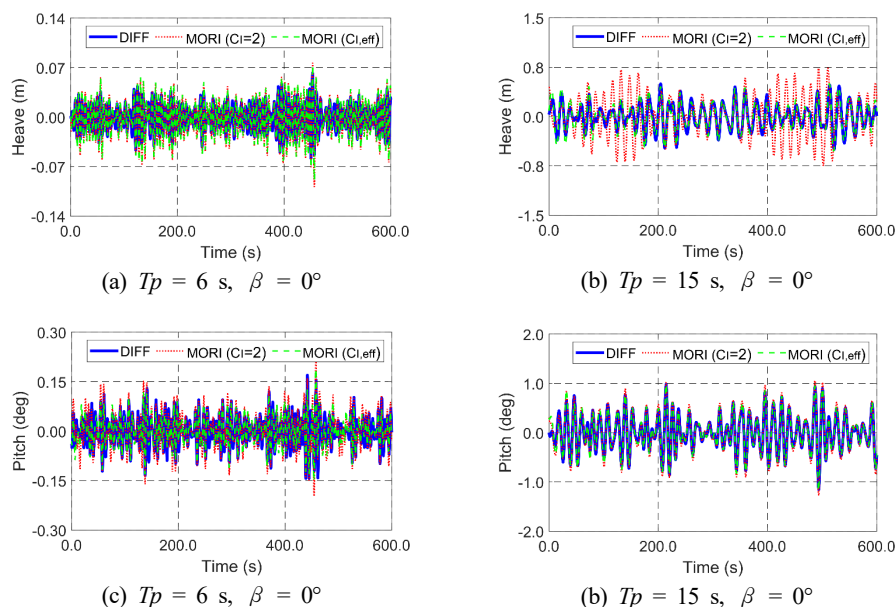 0.14
DIFF MORI (CI=2) MORI (CI,eff)
0.07
0.00
-0.07
-0.14
Heave (m)
0.0 200.0 400.0 600.0
Time (s)
(a) Tp = 6 s, β = 0°
1.5
DIFF MORI (CI=2) MORI (CI,eff)
0.8
0.0
-0.8
-1.5
Heave (m)
0.0 200.0 400.0 600.0
Time (s)
(b) Tp = 15 s, β = 0°
0.30
DIFF MORI (CI=2) MORI (CI,eff)
0.15
0.00
-0.15
-0.30
Pitch (deg)
0.0 200.0 400.0 600.0
Time (s)
(c) Tp = 6 s, β = 0°
2.0
DIFF MORI (CI=2) MORI (CI,eff)
1.0
0.0
-1.0
-2.0
Pitch (deg)
0.0 200.0 400.0 600.0
Time (s)
(b) Tp = 15 s, β = 0°